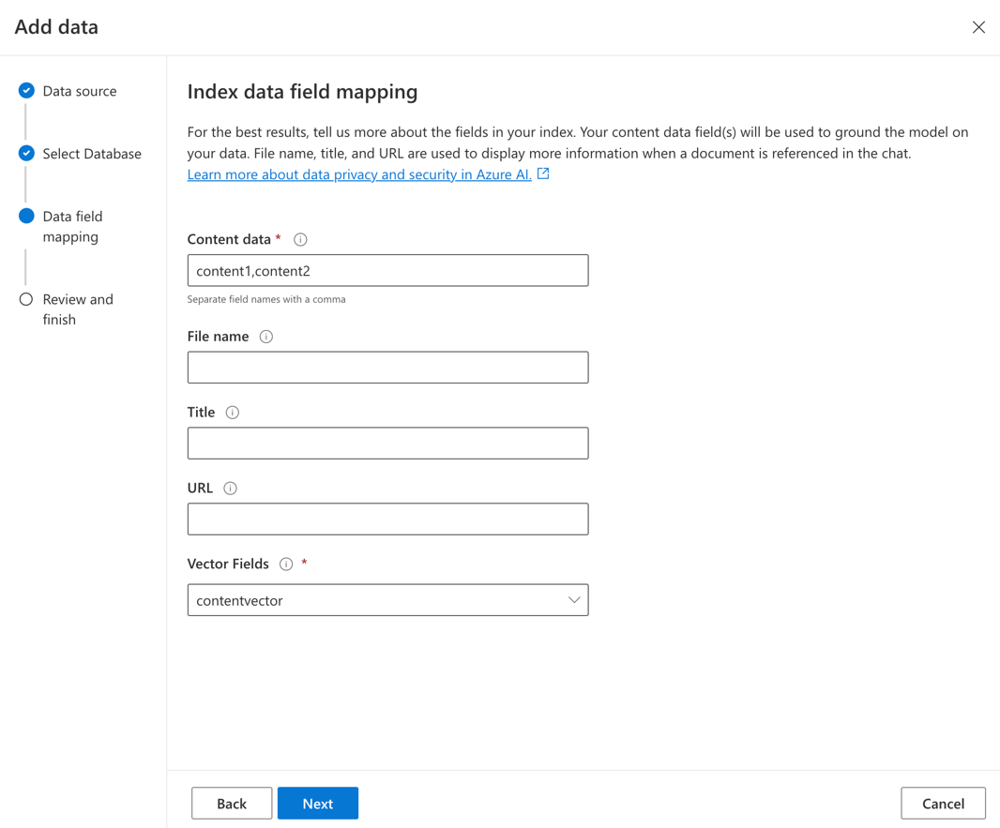 Add data
Data source
Select Database
Data field
mapping
Review and
finish
Index data field mapping
For the best results, tell us more about the fields in your index. Your content data field(s) will be used to ground the model on
your data. File name, title, and URL are used to display more information when a document is referenced in the chat.
Learn more about data privacy and security in Azure AI.
Content data *
content1,content2
Separate field names with a comma
File name
Title
URL
Vector Fields *
contentvector
Back
Next
Cancel